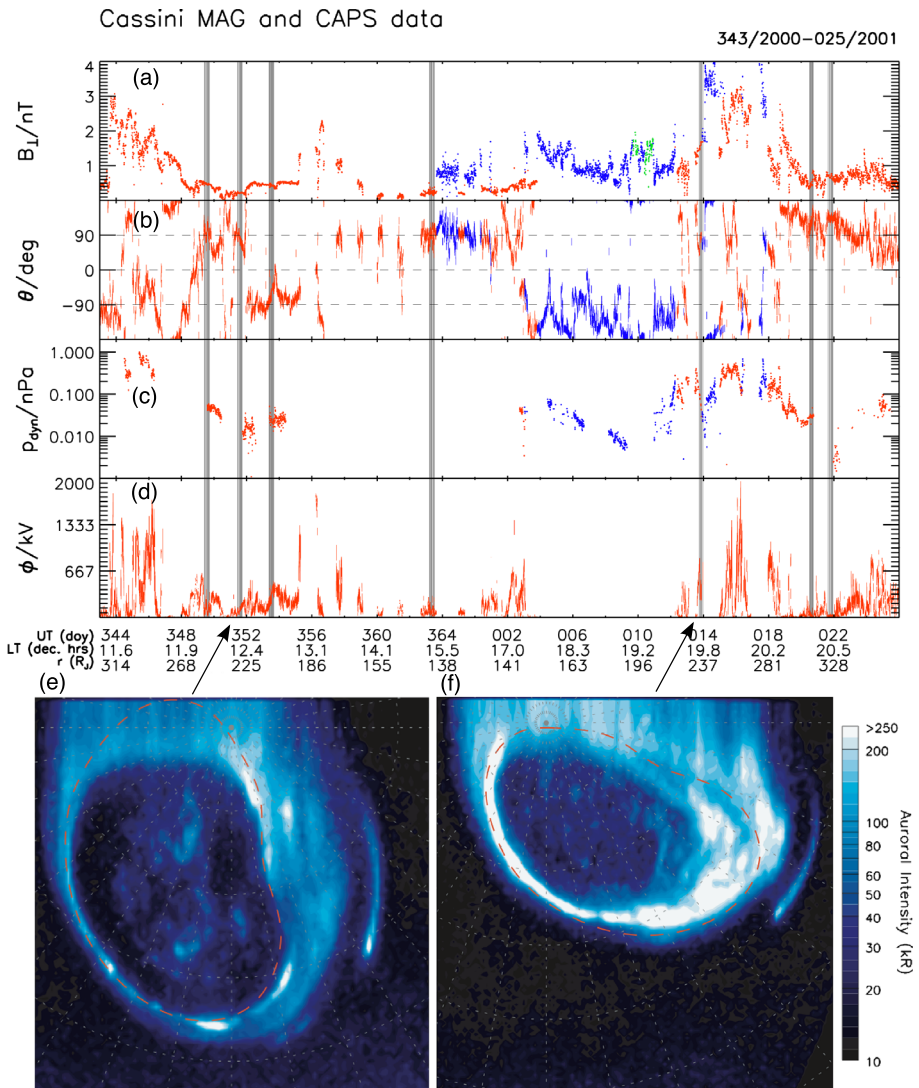 Cassini MAG and CAPS data
343/2000−025/2001
(a)
B⊥/nT
4
3
2
1
(b)
θ/deg
90
0
−90
(c)
pdyn/nPa
1.000
0.100
0.010
(d)
ϕ/kV
2000
1333
667
UT (doy) 344 348 352 356 360 364 002 006 010 014 018 022
LT (dec. hrs) 11.6 11.9 12.4 13.1 14.1 15.5 17.0 18.3 19.2 19.8 20.2 20.5
r (RJ) 314 268 225 186 155 138 141 163 196 237 281 328
(e)
(f)
>250
200
100
80
60
50
40
30
20
10
Auroral Intensity (kR)